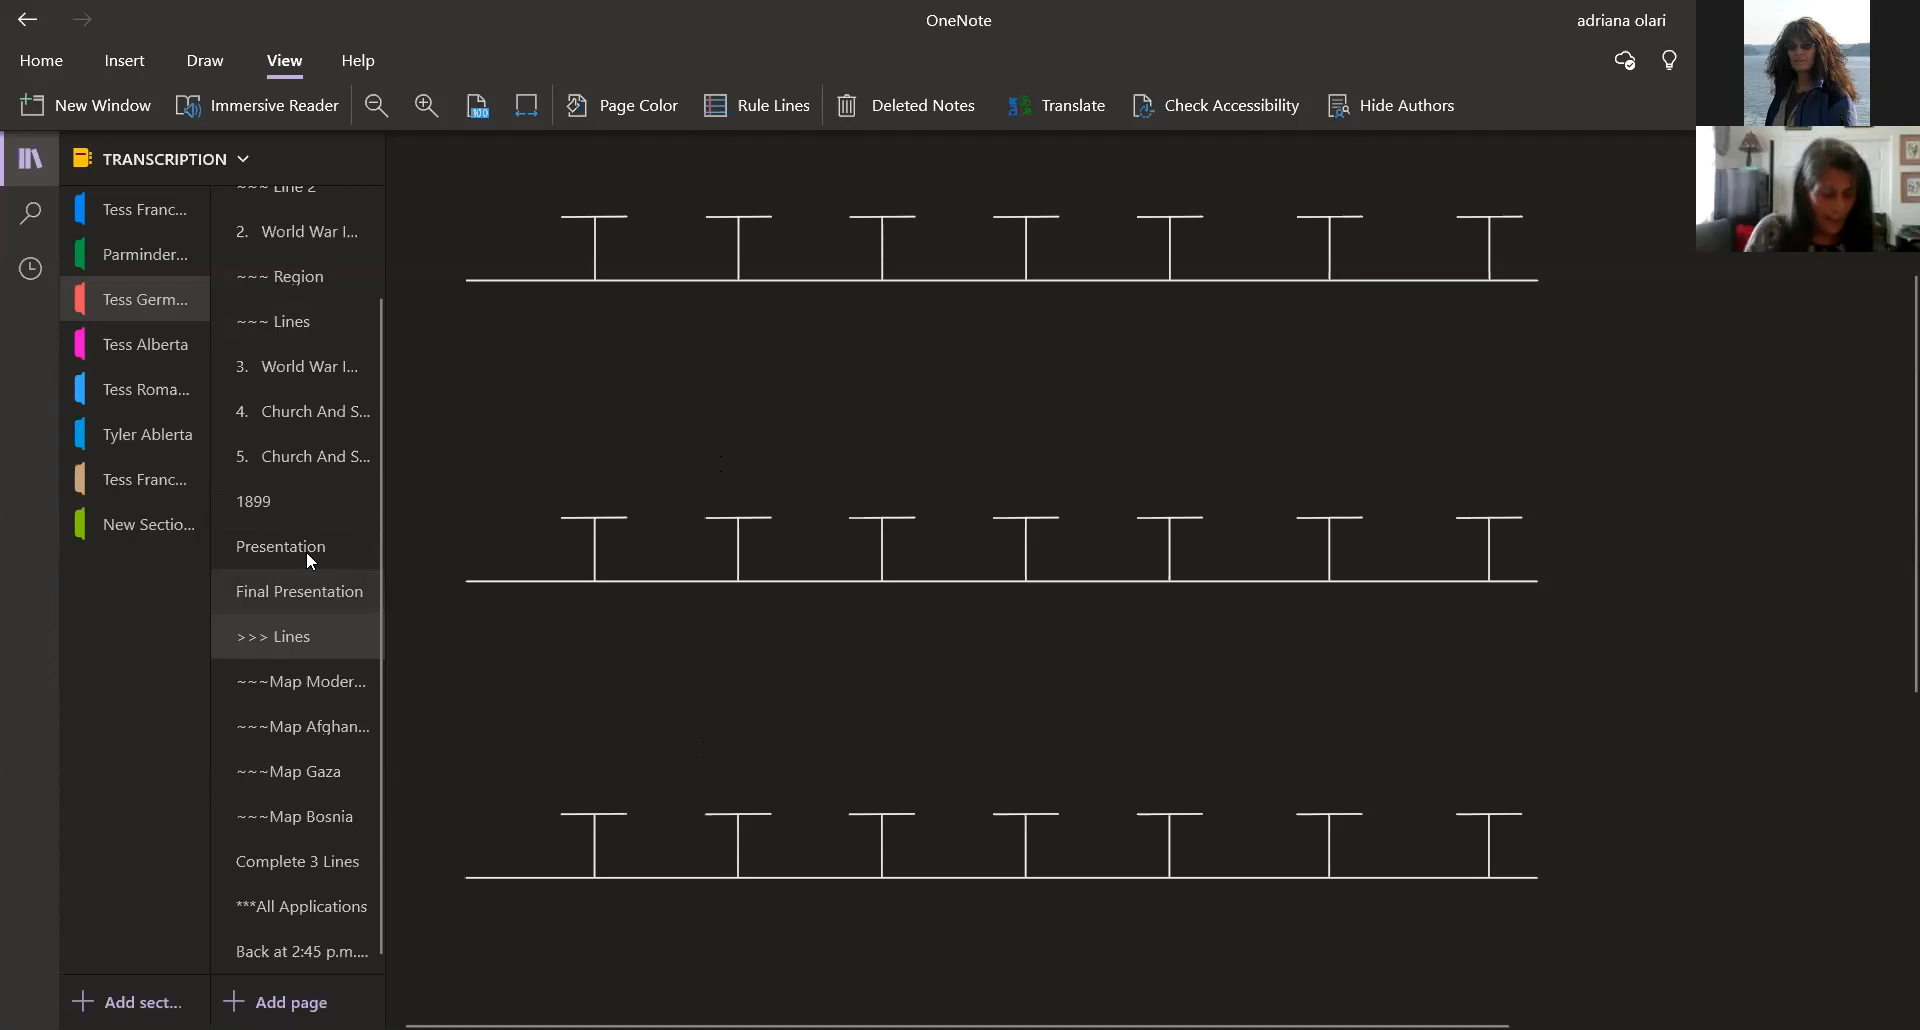 OneNote
adriana olari
Home Insert Draw View Help
New Window Immersive Reader 100 Page Color Rule Lines Deleted Notes Translate Check Accessibility Hide Authors
TRANSCRIPTION
Tess Franc...
Parminder...
Tess Germ...
Tess Alberta
Tess Roma...
Tyler Ablerta
Tess Franc...
New Sectio...
~~~ Line 2
2. World War I...
~~~ Region
~~~ Lines
3. World War I...
4. Church And S...
5. Church And S...
1899
Presentation
Final Presentation
>>> Lines
~~~Map Moder...
~~~Map Afghan...
~~~Map Gaza
~~~Map Bosnia
Complete 3 Lines
***All Applications
Back at 2:45 p.m....
Add sect...
Add page